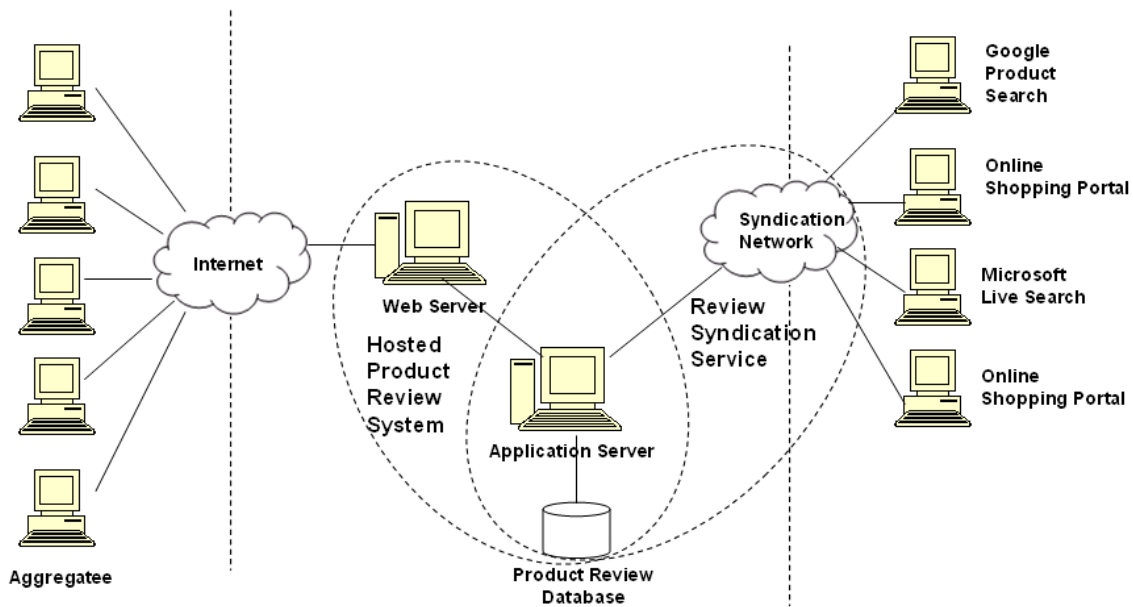 Google
Product
Search
Online
Shopping Portal
Syndication
Network
Internet
Microsoft
Live Search
Web Server
Review
Syndication
Service
Hosted
Product
Review
System
Online
Shopping Portal
Application Server
Aggregatee
Product Review
Database